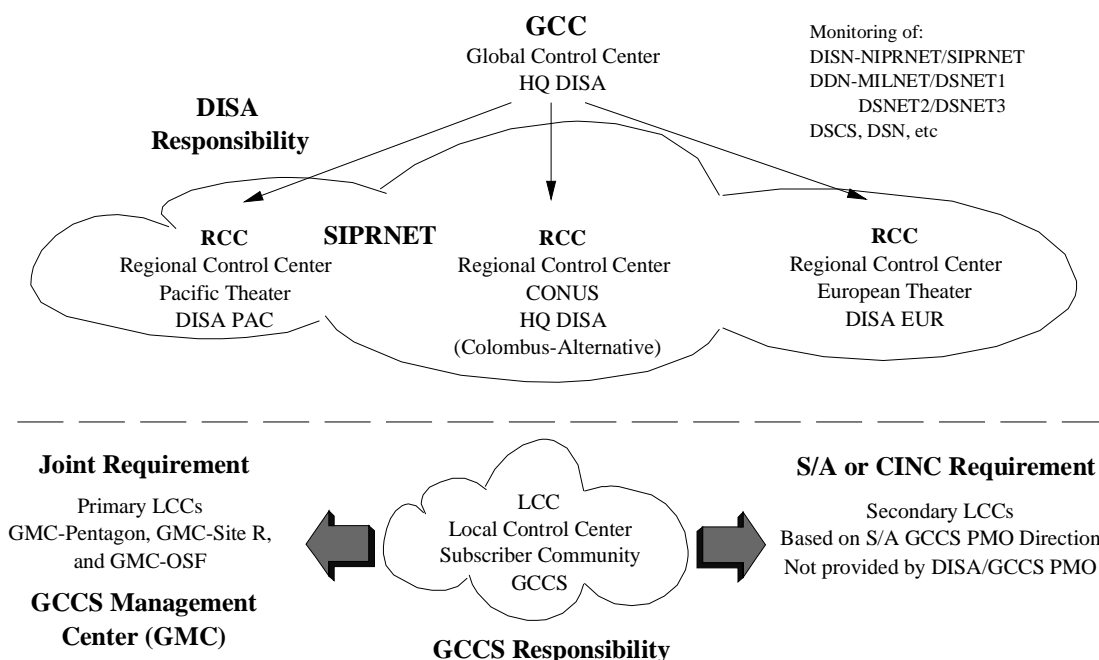 GCC
Global Control Center
HQ DISA
Monitoring of:
DISN-NIPRNET/SIPRNET
DDN-MILNET/DSNET1
DSNET2/DSNET3
DSCS, DSN, etc
DISA
Responsibility
SIPRNET
RCC
Regional Control Center
Pacific Theater
DISA PAC
RCC
Regional Control Center
CONUS
HQ DISA
(Colombus-Alternative)
RCC
Regional Control Center
European Theater
DISA EUR
Joint Requirement
Primary LCCs
GMC-Pentagon, GMC-Site R,
and GMC-OSF
GCCS Management
Center (GMC)
LCC
Local Control Center
Subscriber Community
GCCS
GCCS Responsibility
S/A or CINC Requirement
Secondary LCCs
Based on S/A GCCS PMO Direction
Not provided by DISA/GCCS PMO